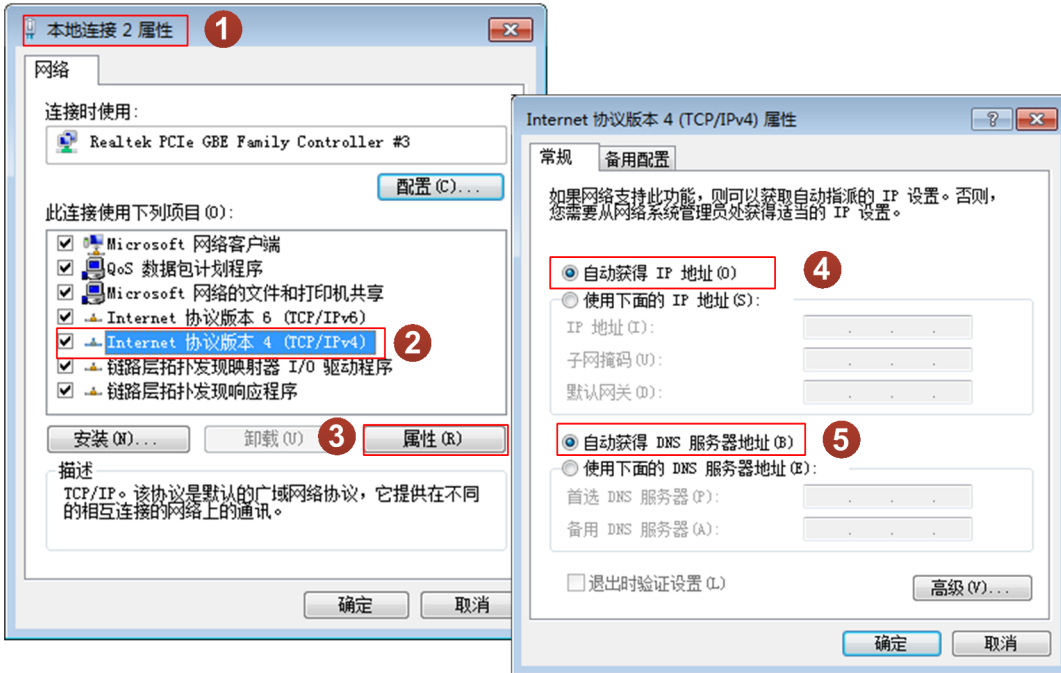 本地连接 2 属性
1
网络
连接时使用:
Realtek PCIe GBE Family Controller #3
配置(C)...
此连接使用下列项目(O):
Microsoft 网络客户端
QoS 数据包计划程序
Microsoft 网络的文件和打印机共享
Internet 协议版本 6 (TCP/IPv6)
Internet 协议版本 4 (TCP/IPv4)
2
链路层拓扑发现映射器 I/O 驱动程序
链路层拓扑发现响应程序
安装(N)...
卸载(U)
3
属性(R)
描述
TCP/IP。该协议是默认的广域网络协议，它提供在不同
的相互连接的网络上的通讯。
确定
取消
Internet 协议版本 4 (TCP/IPv4) 属性
?
常规
备用配置
如果网络支持此功能，则可以获取自动指派的 IP 设置。否则，
您需要从网络系统管理员处获得适当的 IP 设置。
自动获得 IP 地址(O)
4
使用下面的 IP 地址(S):
IP 地址(I):
子网掩码(U):
默认网关(D):
自动获得 DNS 服务器地址(B)
5
使用下面的 DNS 服务器地址(E):
首选 DNS 服务器(P):
备用 DNS 服务器(A):
退出时验证设置(L)
高级(V)...
确定
取消